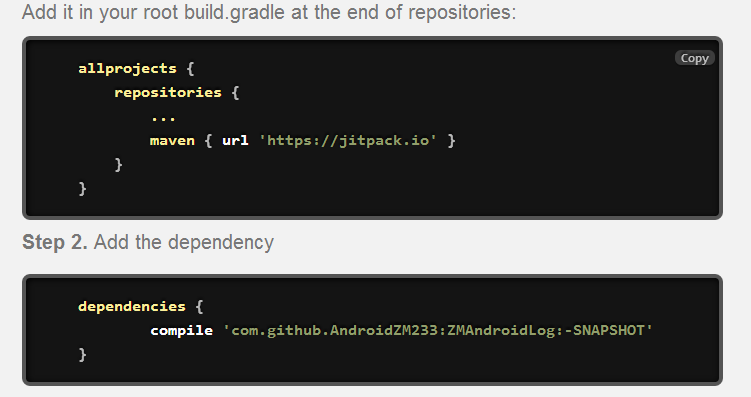 Add it in your root build.gradle at the end of repositories:
Copy
allprojects {
repositories {
...
maven { url 'https://jitpack.io' }
}
}
Step 2. Add the dependency
dependencies {
compile 'com.github.AndroidZM233:ZMAndroidLog:-SNAPSHOT'
}